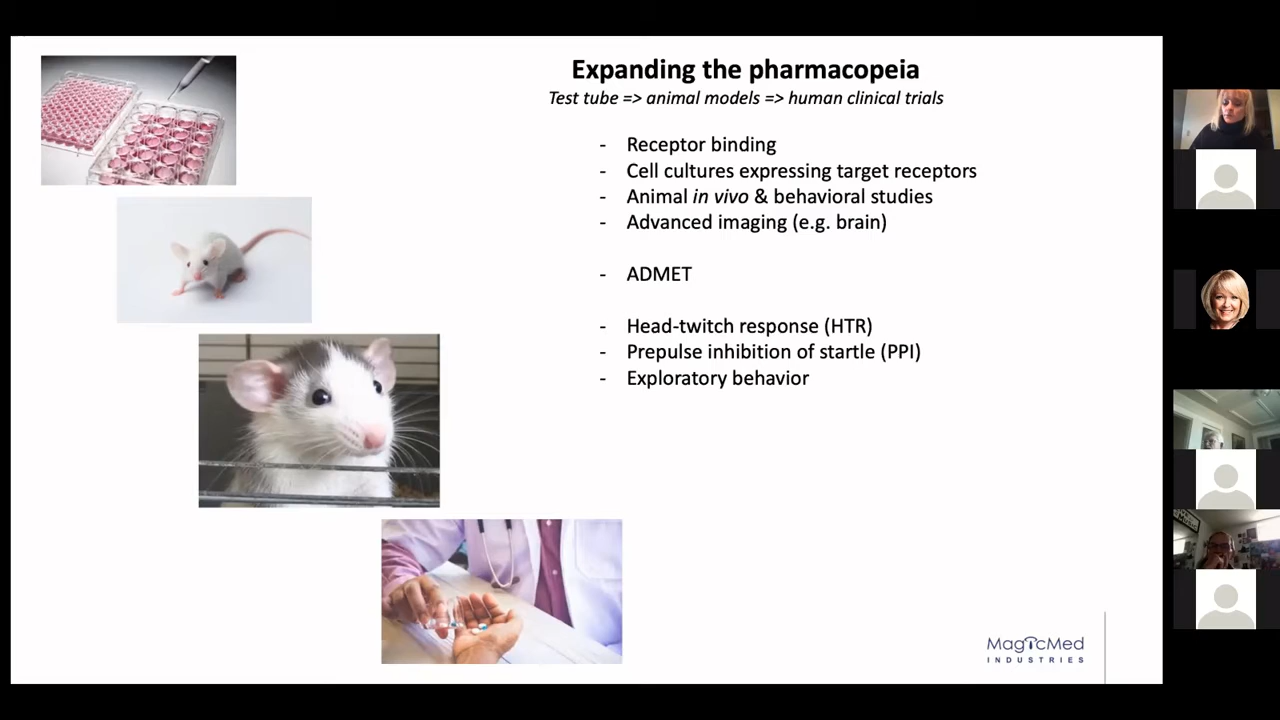 Expanding the pharmacopeia
Test tube => animal models => human clinical trials
- Receptor binding
- Cell cultures expressing target receptors
- Animal in vivo & behavioral studies
- Advanced imaging (e.g. brain)
- ADMET
- Head-twitch response (HTR)
- Prepulse inhibition of startle (PPI)
- Exploratory behavior
MagicMed
INDUSTRIES